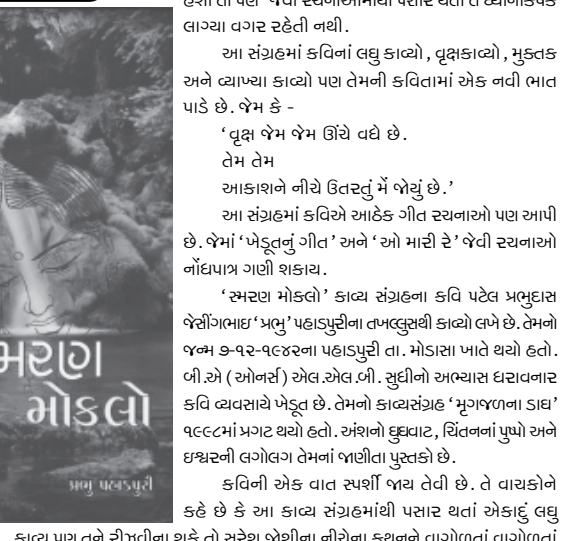 લાગ્યા વગર રહેતી નથી.
આ સંગ્રહમાં કવિનાં લઘુ કાવ્યો, વૃક્ષકાવ્યો, મુક્તક
અને વ્યાખ્યા કાવ્યો પણ તેમની કવિતામાં એક નવી ભાત
પાડે છે. જેમ કે -
‘વૃક્ષ જેમ જેમ ઊંચે વધે છે.
તેમ તેમ
આકાશને નીચે ઉતરતું મેં જોયું છે.’
આ સંગ્રહમાં કવિએ આઠેક ગીત રચનાઓ પણ આપી
છે. જેમાં ‘ખેડૂતનું ગીત’ અને ‘ઓ મારી રે’ જેવી રચનાઓ
નોંધપાત્ર ગણી શકાય.
‘સ્મરણ મોકલો’ કાવ્ય સંગ્રહના કવિ પટેલ પ્રભુદાસ
જેસીંગભાઇ ‘પ્રભુ’ પહાડપુરીના તખલ્લુસથી કાવ્યો લખે છે. તેમનો
જન્મ ૭-૧૨-૧૯૪૨ના પહાડપુરી તા. મોડાસા ખાતે થયો હતો.
બી.એ (ઓનર્સ) એલ.એલ.બી. સુધીનો અભ્યાસ ધરાવનાર
કવિ વ્યવસાયે ખેડૂત છે. તેમનો કાવ્યસંગ્રહ ‘મૃગજળના ડાઘ’
૧૯૯૮માં પ્રગટ થયો હતો. અંશનો ઘુઘવાટ, ચિંતનનાં પુષ્પો અને
ઇશ્વરની લગોલગ તેમનાં જાણીતા પુસ્તકો છે.
કવિની એક વાત સ્પર્શી જાય તેવી છે. તે વાચકોને
કહે છે કે આ કાવ્ય સંગ્રહમાંથી પસાર થતાં એકાદું લઘુ
મરણ
મોકલો
પ્રભુ પહાડપુરી